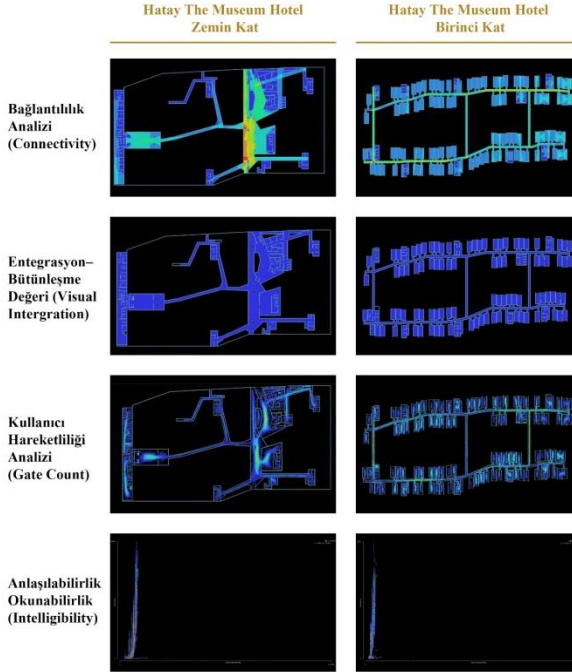 Hatay The Museum Hotel
Zemin Kat
Hatay The Museum Hotel
Birinci Kat
Bağlantılılık
Analizi
(Connectivity)
Entegrasyon–
Bütünleşme
Değeri (Visual
Intergration)
Kullanıcı
Hareketliliği
Analizi
(Gate Count)
Anlaşılabilirlik
Okunabilirlik
(Intelligibility)